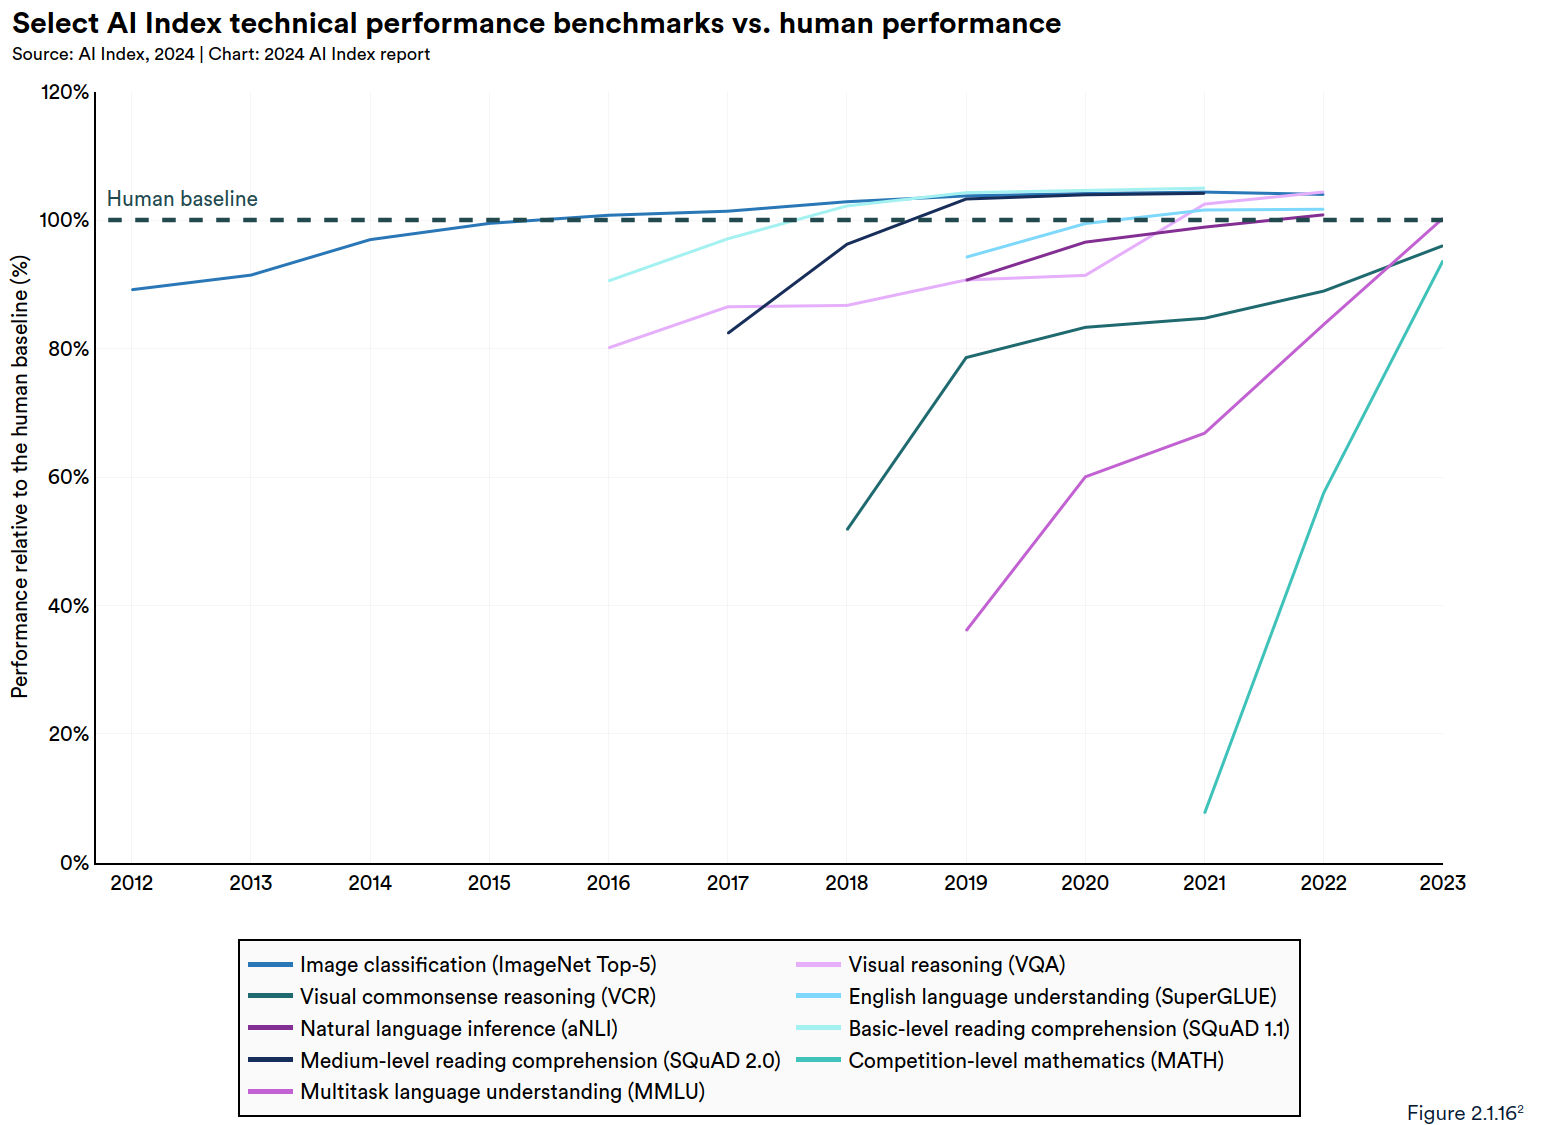 Select AI Index technical performance benchmarks vs. human performance
Source: AI Index, 2024 | Chart: 2024 AI Index report
Performance relative to the human baseline (%)
120%
Human baseline
100%
80%
60%
40%
20%
0%
2012 2013 2014 2015 2016 2017 2018 2019 2020 2021 2022 2023
Image classification (ImageNet Top-5)
Visual commonsense reasoning (VCR)
Natural language inference (aNLI)
Medium-level reading comprehension (SQuAD 2.0)
Multitask language understanding (MMLU)
Visual reasoning (VQA)
English language understanding (SuperGLUE)
Basic-level reading comprehension (SQuAD 1.1)
Competition-level mathematics (MATH)
Figure 2.1.16²